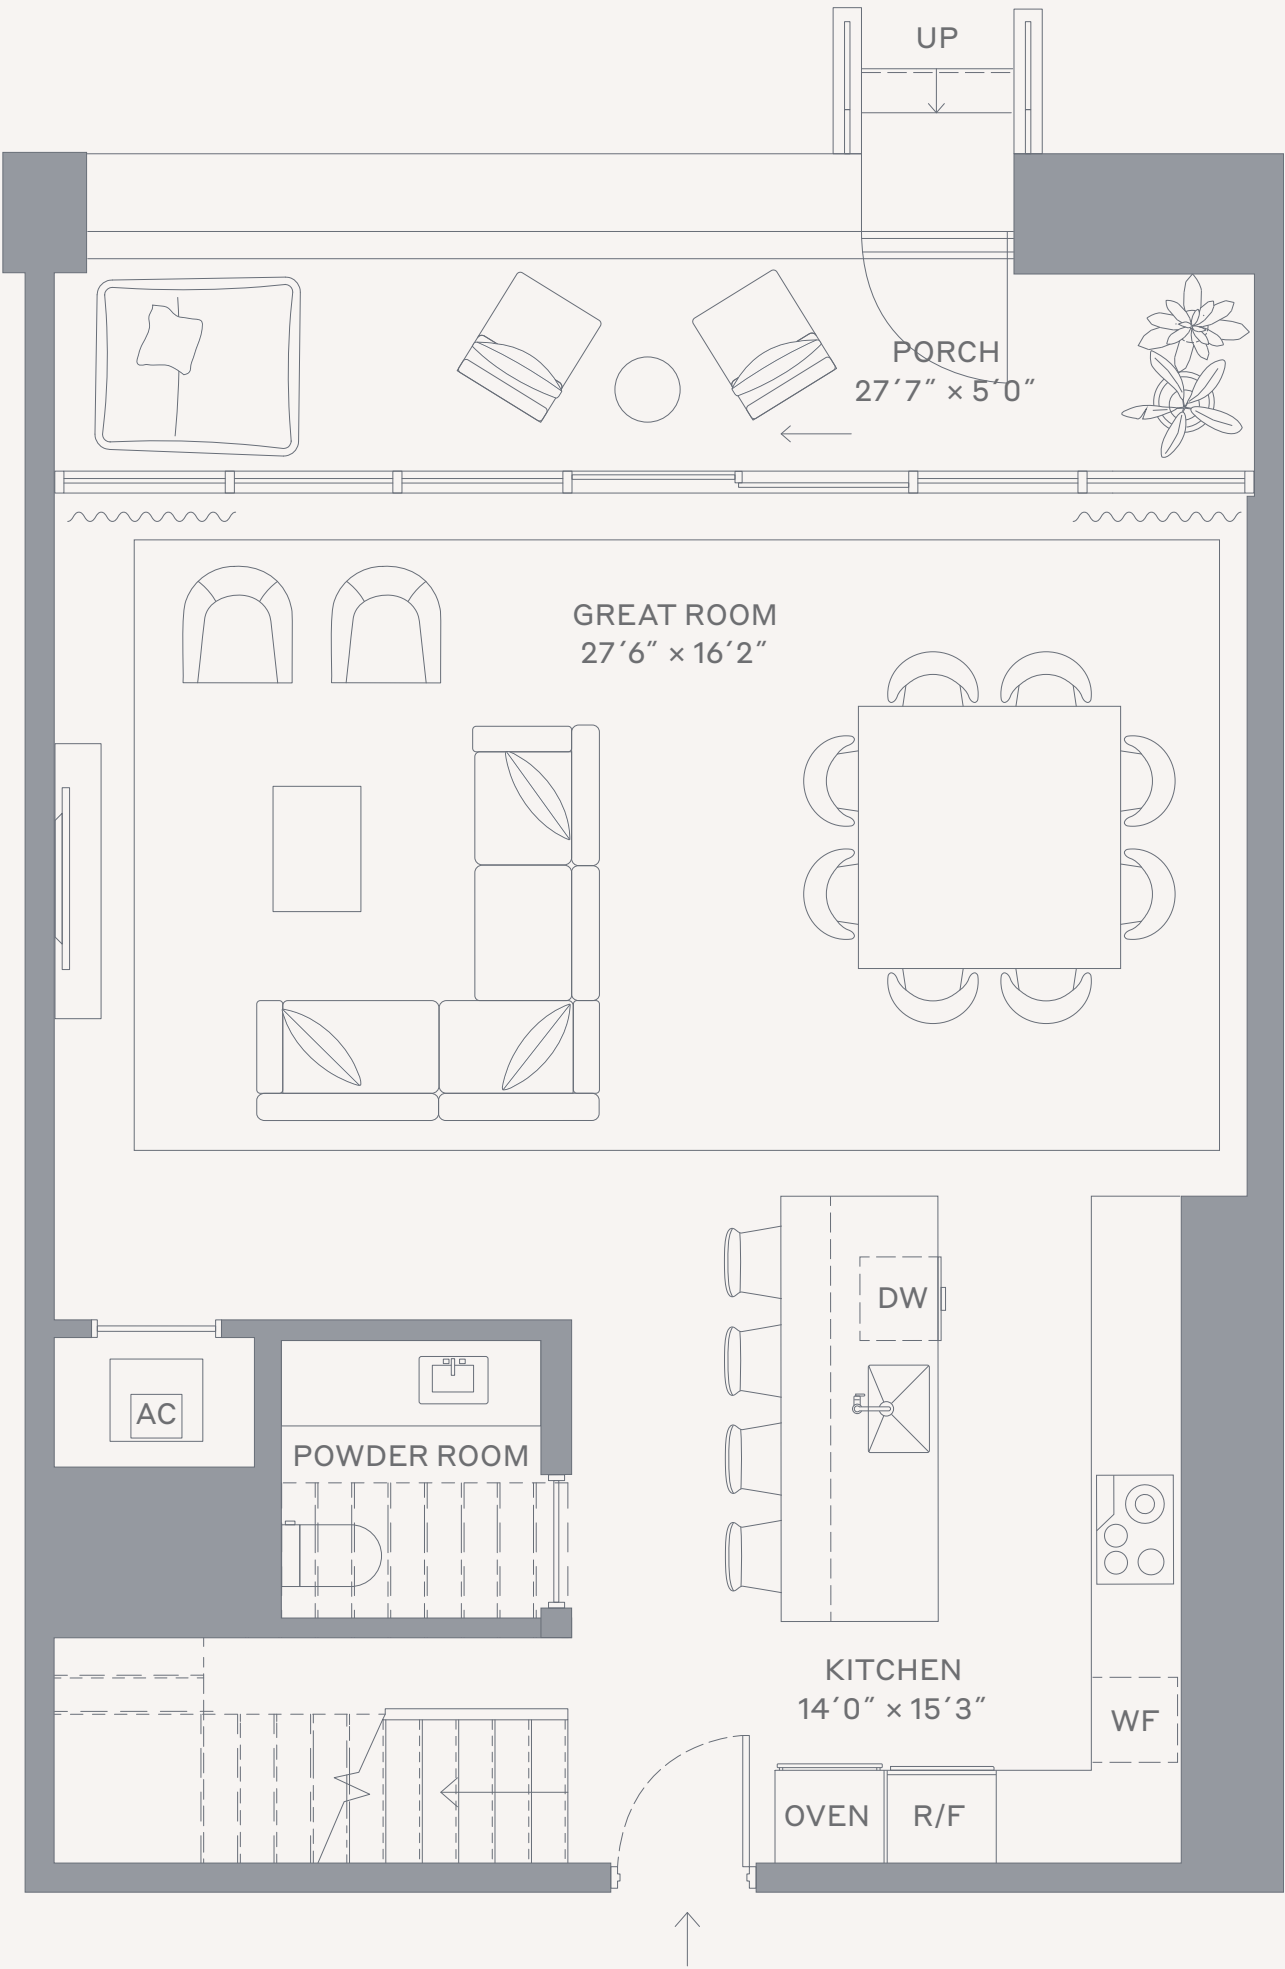 UP
PORCH
27′7″ × 5′0″
GREAT ROOM
27′6″ × 16′2″
DW
AC
POWDER ROOM
KITCHEN
14′0″ × 15′3″
WF
OVEN
R/F